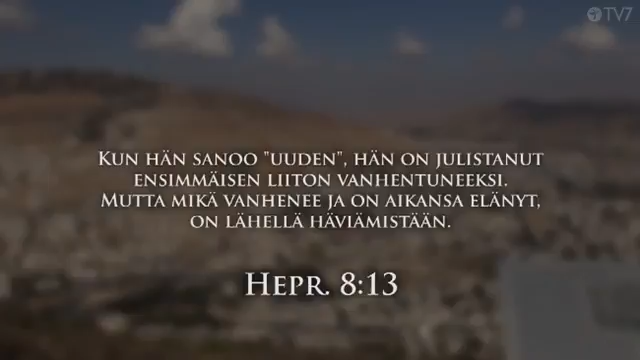 TV7
Kun hän sanoo "uuden", hän on julistanut
ensimmäisen liiton vanhentuneeksi.
Mutta mikä vanhenee ja on aikansa elänyt,
on lähellä häviämistään.
Hepr. 8:13